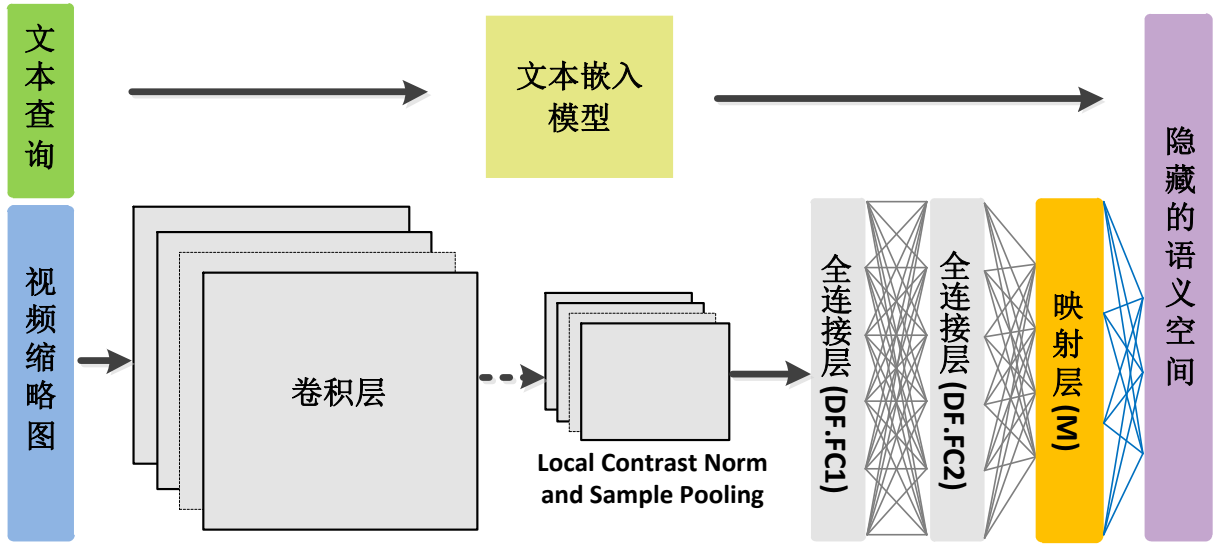 文本查询
文本嵌入
模型
隐藏的语义空间
视频缩略图
卷积层
Local Contrast Norm
and Sample Pooling
全连接层(DF.FC1)
全连接层(DF.FC2)
映射层(M)